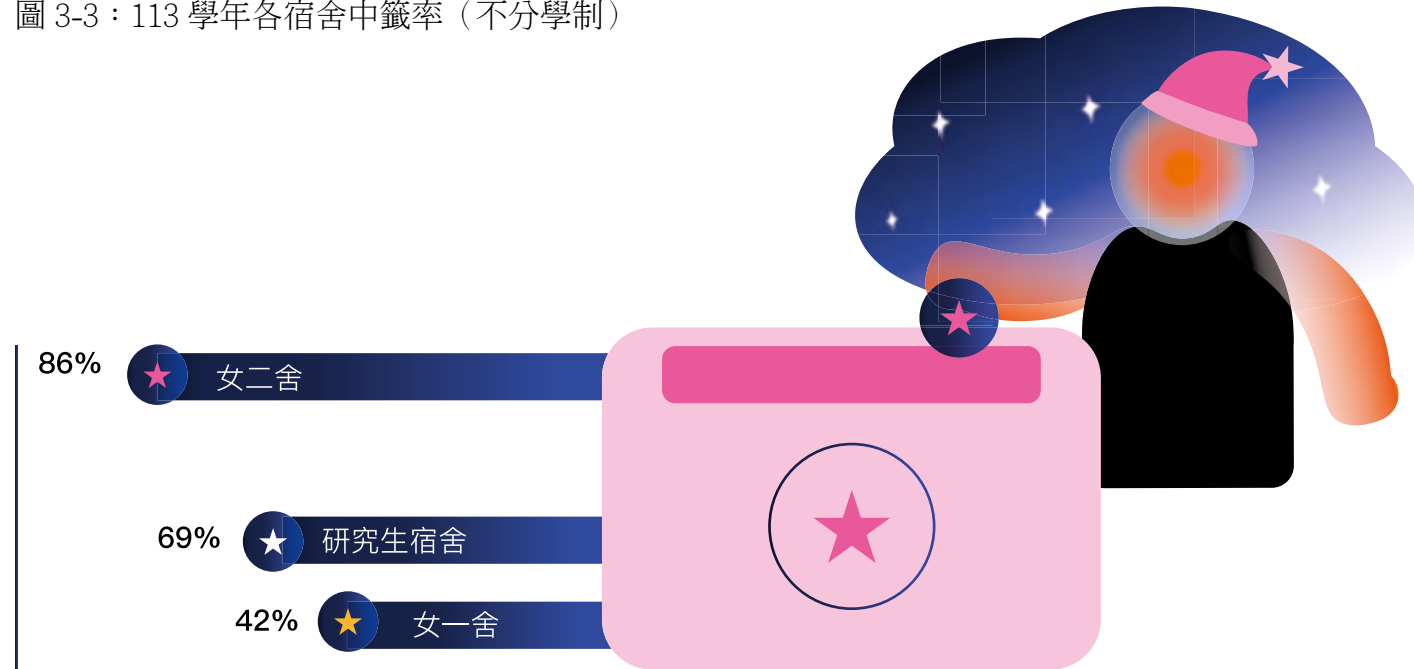 圖 3-3：113 學年各宿舍中籤率（不分學制）
86%
女二舍
69%
研究生宿舍
42%
女一舍